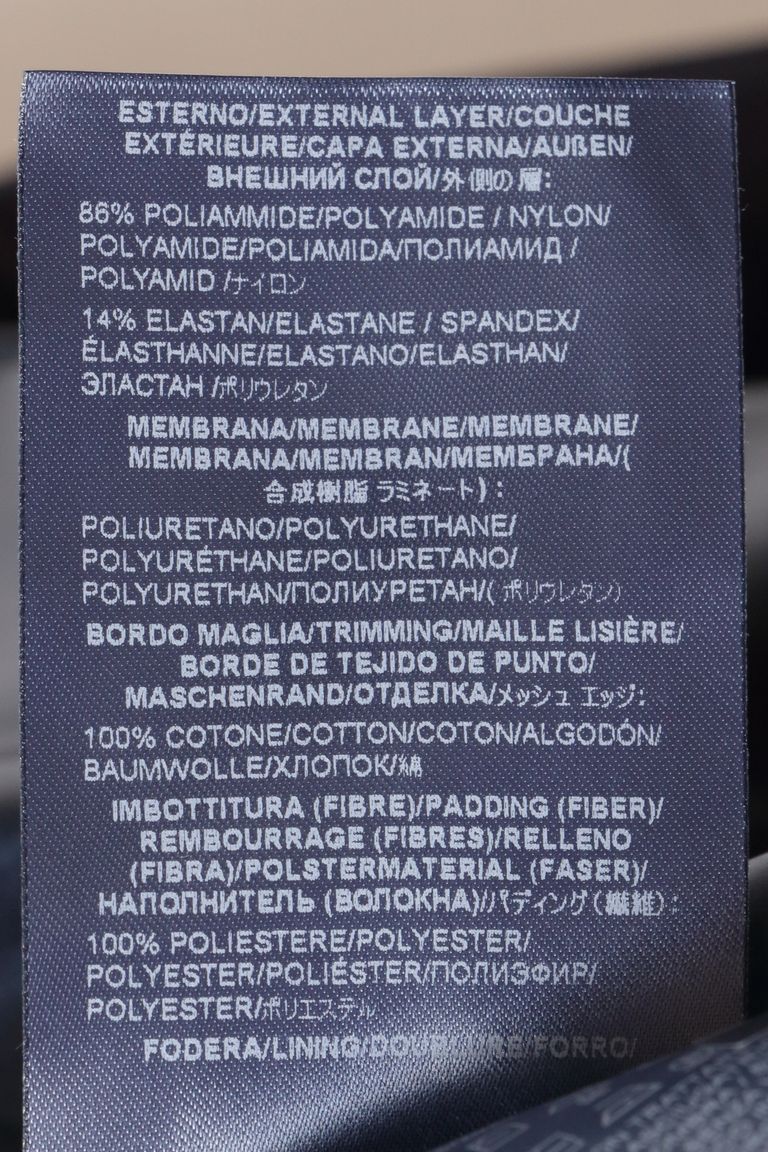 ESTERNO/EXTERNAL LAYER/COUCHE
EXTÉRIEURE/CAPA EXTERNA/AUßEN/
ВНЕШНИЙ СЛОЙ/外側の層:
86% POLIAMMIDE/POLYAMIDE / NYLON/
POLYAMIDE/POLIAMIDA/ПОЛИАМИД /
POLYAMID /ナイロン
14% ELASTAN/ELASTANE / SPANDEX/
ÉLASTHANNE/ELASTANO/ELASTHAN/
ЭЛАСТАН /ポリウレタン
MEMBRANA/MEMBRANE/MEMBRANE/
MEMBRANA/MEMBRAN/МЕМБРАНА/(
合成樹脂 ラミネート):
POLIURETANO/POLYURETHANE/
POLYURÉTHANE/POLIURETANO/
POLYURETHAN/ПОЛИУРЕТАН/( ポリウレタン)
BORDO MAGLIA/TRIMMING/MAILLE LISIÈRE/
BORDE DE TEJIDO DE PUNTO/
MASCHENRAND/ОТДЕЛКА/メッシュ エッジ:
100% COTONE/COTTON/COTON/ALGODÓN/
BAUMWOLLE/ХЛОПОК/綿
IMBOTTITURA (FIBRE)/PADDING (FIBER)/
REMBOURRAGE (FIBRES)/RELLENO
(FIBRA)/POLSTERMATERIAL (FASER)/
НАПОЛНИТЕЛЬ (ВОЛОКНА)/パディング(繊維):
100% POLIESTERE/POLYESTER/
POLYESTER/POLIÉSTER/ПОЛИЭФИР/
POLYESTER/ポリエステル
FODERA/LINING/DOUBLURE/FORRO/